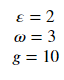 ε = 2
ω = 3
g = 10